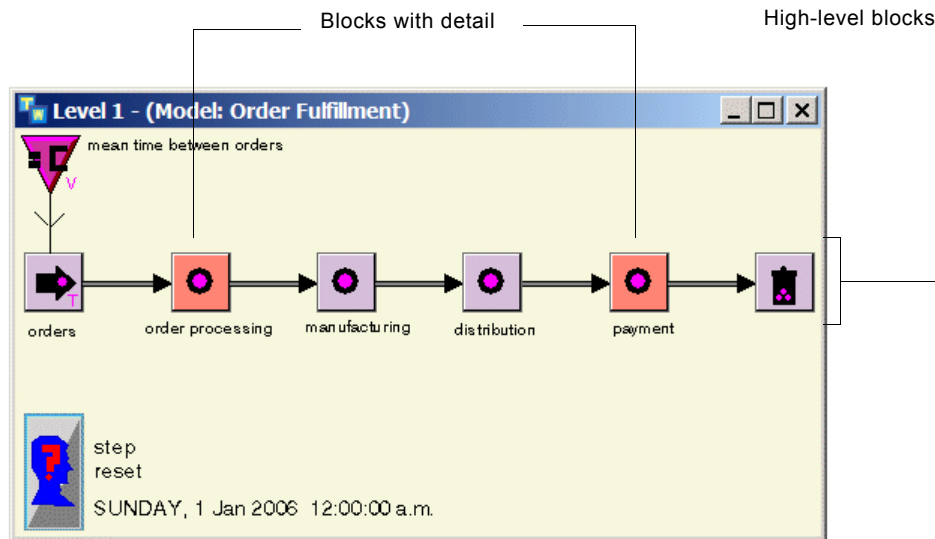 Blocks with detail
High-level blocks
TW Level 1 - (Model: Order Fulfillment)
mean time between orders
V
T
orders
order processing
manufacturing
distribution
payment
?
step
reset
SUNDAY, 1 Jan 2006 12:00:00 a.m.